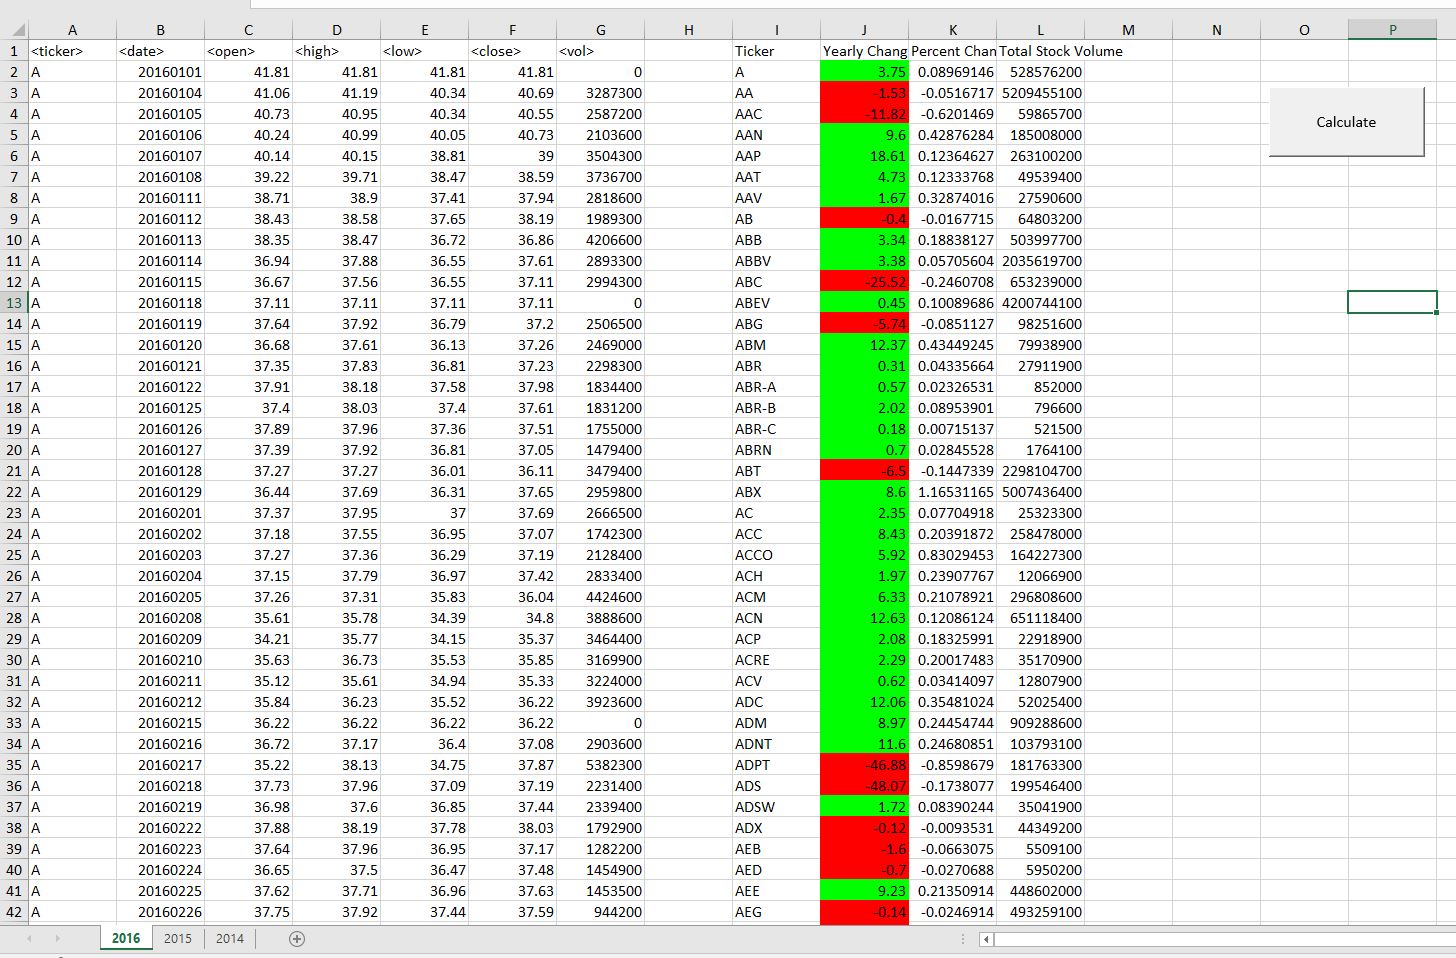 A B C D E F G H I J K L M N O P
1 <ticker> <date> <open> <high> <low> <close> <vol> Ticker Yearly Chang Percent Chan Total Stock Volume
2 A 20160101 41.81 41.81 41.81 41.81 0 A 3.75 0.08969146 528576200
3 A 20160104 41.06 41.19 40.34 40.69 3287300 AA -1.53 -0.0516717 5209455100
4 A 20160105 40.73 40.95 40.34 40.55 2587200 AAC -11.82 -0.6201469 59865700
5 A 20160106 40.24 40.99 40.05 40.73 2103600 AAN 9.6 0.42876284 185008000
6 A 20160107 40.14 40.15 38.81 39 3504300 AAP 18.61 0.12364627 263100200
7 A 20160108 39.22 39.71 38.47 38.59 3736700 AAT 4.73 0.12333768 49539400
8 A 20160111 38.71 38.9 37.41 37.94 2818600 AAV 1.67 0.32874016 27590600
9 A 20160112 38.43 38.58 37.65 38.19 1989300 AB -0.4 -0.0167715 64803200
10 A 20160113 38.35 38.47 36.72 36.86 4206600 ABB 3.34 0.18838127 503997700
11 A 20160114 36.94 37.88 36.55 37.61 2893300 ABBV 3.38 0.05705604 2035619700
12 A 20160115 36.67 37.56 36.55 37.11 2994300 ABC -25.52 -0.2460708 653239000
13 A 20160118 37.11 37.11 37.11 37.11 0 ABEV 0.45 0.10089686 4200744100
14 A 20160119 37.64 37.92 36.79 37.2 2506500 ABG -5.74 -0.0851127 98251600
15 A 20160120 36.68 37.61 36.13 37.26 2469000 ABM 12.37 0.43449245 79938900
16 A 20160121 37.35 37.83 36.81 37.23 2298300 ABR 0.31 0.04335664 27911900
17 A 20160122 37.91 38.18 37.58 37.98 1834400 ABR-A 0.57 0.02326531 852000
18 A 20160125 37.4 38.03 37.4 37.61 1831200 ABR-B 2.02 0.08953901 796600
19 A 20160126 37.89 37.96 37.36 37.51 1755000 ABR-C 0.18 0.00715137 521500
20 A 20160127 37.39 37.92 36.81 37.05 1479400 ABRN 0.7 0.02845528 1764100
21 A 20160128 37.27 37.27 36.01 36.11 3479400 ABT -6.5 -0.1447339 2298104700
22 A 20160129 36.44 37.69 36.31 37.65 2959800 ABX 8.6 1.16531165 5007436400
23 A 20160201 37.37 37.95 37 37.69 2666500 AC 2.35 0.07704918 25323300
24 A 20160202 37.18 37.55 36.95 37.07 1742300 ACC 8.43 0.20391872 258478000
25 A 20160203 37.27 37.36 36.29 37.19 2128400 ACCO 5.92 0.83029453 164227300
26 A 20160204 37.15 37.79 36.97 37.42 2833400 ACH 1.97 0.23907767 12066900
27 A 20160205 37.26 37.31 35.83 36.04 4424600 ACM 6.33 0.21078921 296808600
28 A 20160208 35.61 35.78 34.39 34.8 3888600 ACN 12.63 0.12086124 651118400
29 A 20160209 34.21 35.77 34.15 35.37 3464400 ACP 2.08 0.18325991 22918900
30 A 20160210 35.63 36.73 35.53 35.85 3169900 ACRE 2.29 0.20017483 35170900
31 A 20160211 35.12 35.61 34.94 35.33 3224000 ACV 0.62 0.03414097 12807900
32 A 20160212 35.84 36.23 35.52 36.22 3923600 ADC 12.06 0.35481024 52025400
33 A 20160215 36.22 36.22 36.22 36.22 0 ADM 8.97 0.24454744 909288600
34 A 20160216 36.72 37.17 36.4 37.08 2903600 ADNT 11.6 0.24680851 103793100
35 A 20160217 35.22 38.13 34.75 37.87 5382300 ADPT -46.88 -0.8598679 181763300
36 A 20160218 37.73 37.96 37.09 37.19 2231400 ADS -48.07 -0.1738077 199546400
37 A 20160219 36.98 37.6 36.85 37.44 2339400 ADSW 1.72 0.08390244 35041900
38 A 20160222 37.88 38.19 37.78 38.03 1792900 ADX -0.12 -0.0093531 44349200
39 A 20160223 37.64 37.96 36.95 37.17 1282200 AEB -1.6 -0.0663075 5509100
40 A 20160224 36.65 37.5 36.47 37.48 1454900 AED -0.7 -0.0270688 5950200
41 A 20160225 37.62 37.71 36.96 37.63 1453500 AEE 9.23 0.21350914 448602000
42 A 20160226 37.75 37.92 37.44 37.59 944200 AEG -0.14 -0.0246914 493259100
Calculate
2016 2015 2014